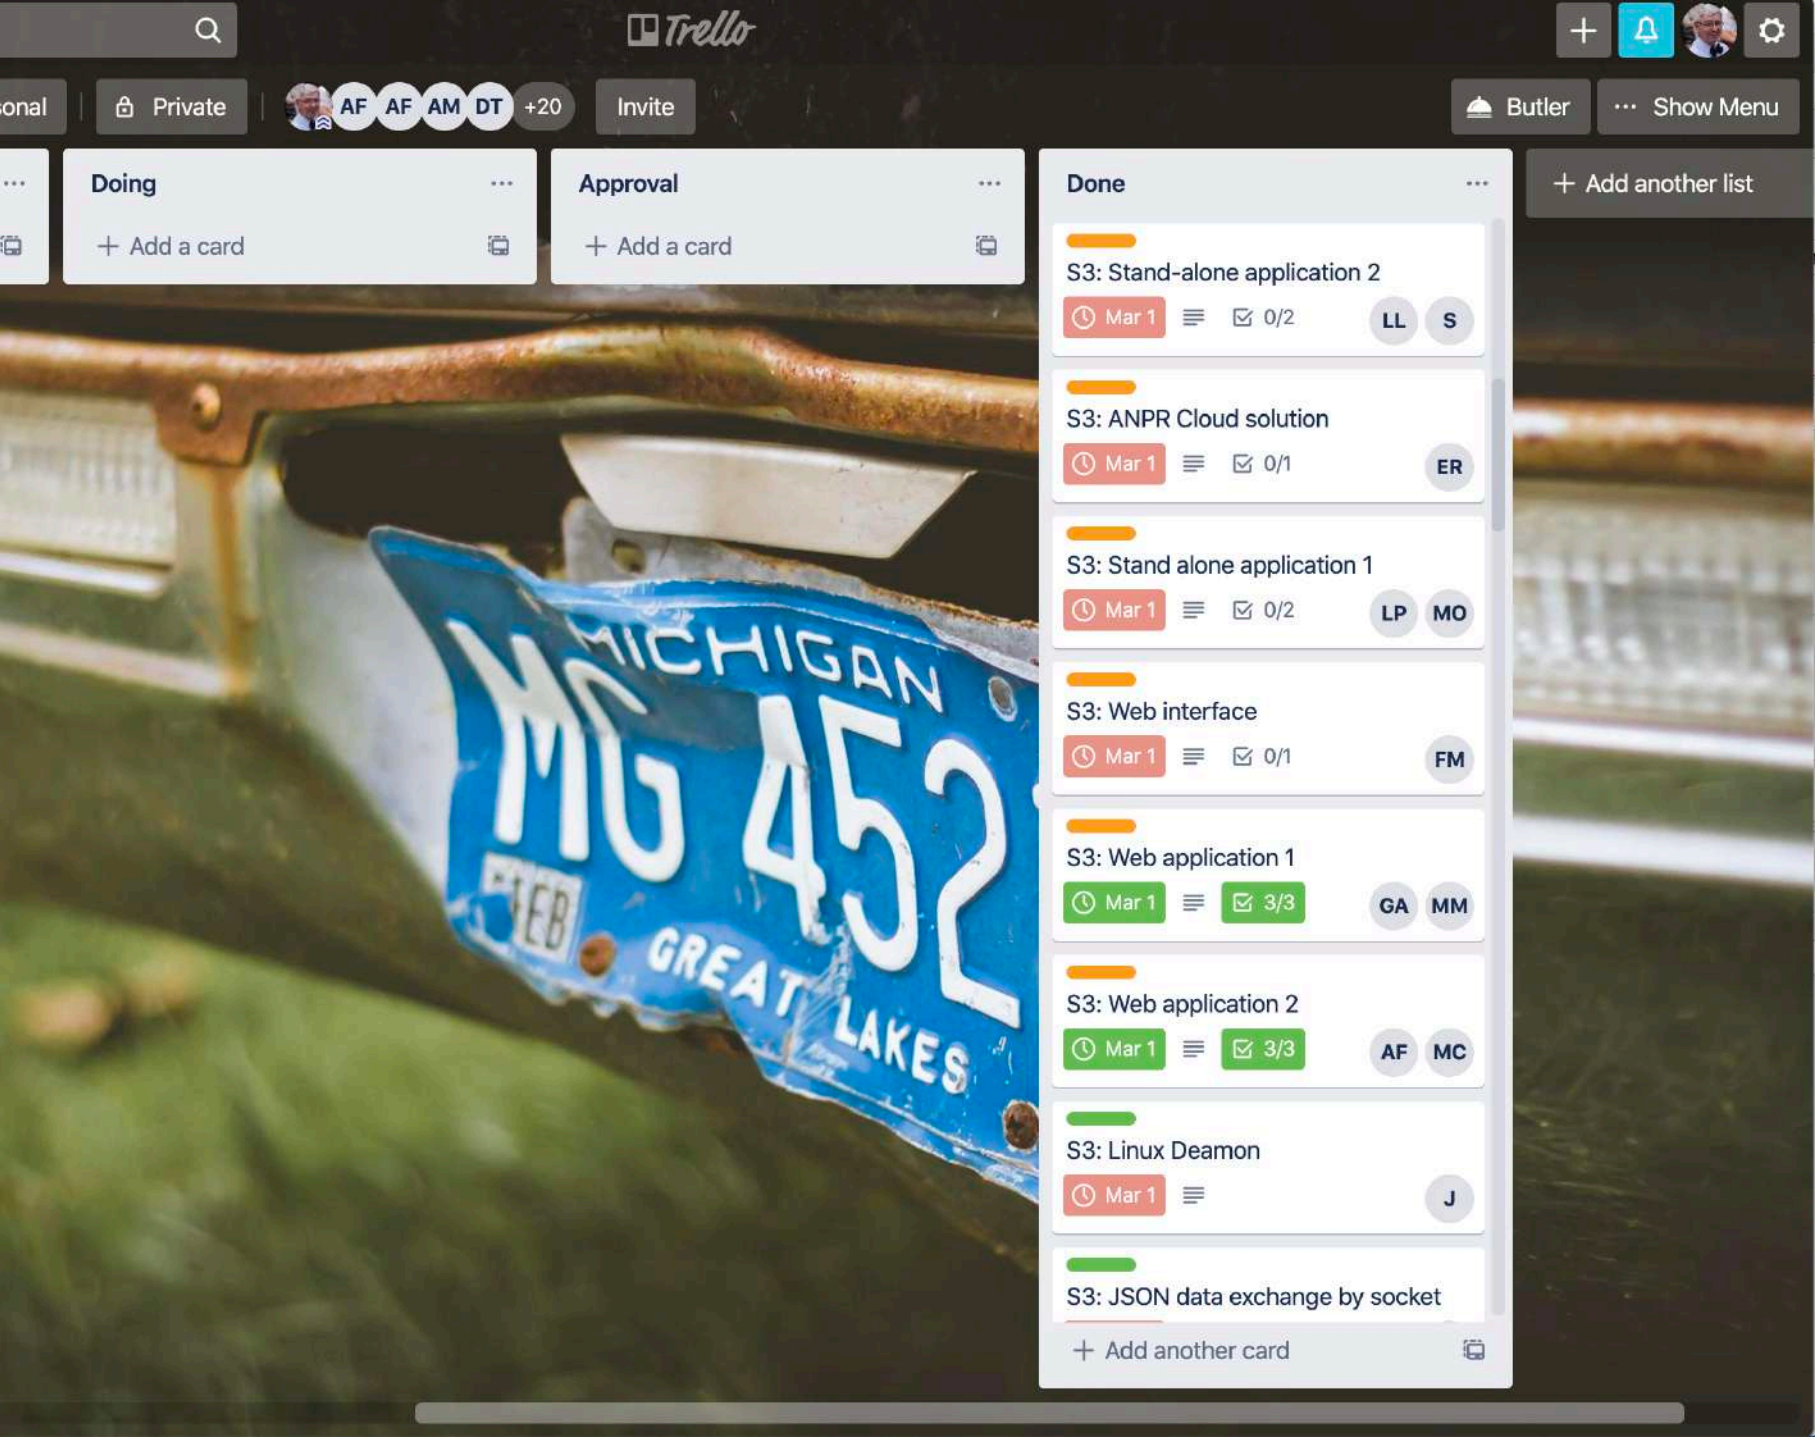 Trello
onal
Private
AF AF AM DT +20
Invite
Butler
Show Menu
Doing
Add a card
Approval
Add a card
Done
S3: Stand-alone application 2
Mar 1 0/2 LL S
S3: ANPR Cloud solution
Mar 1 0/1 ER
S3: Stand alone application 1
Mar 1 0/2 LP MO
S3: Web interface
Mar 1 0/1 FM
S3: Web application 1
Mar 1 3/3 GA MM
S3: Web application 2
Mar 1 3/3 AF MC
S3: Linux Deamon
Mar 1 J
S3: JSON data exchange by socket
Add another card
Add another list
MICHIGAN
MG 452
FEB
GREAT LAKES